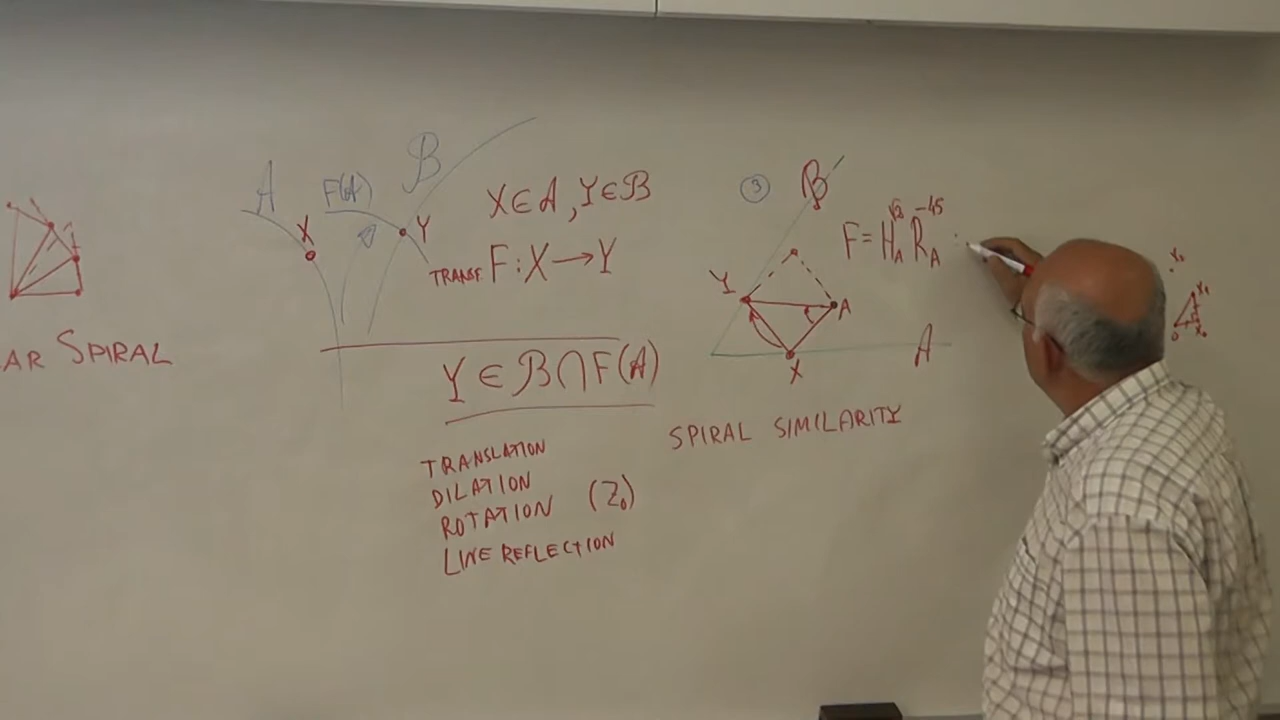 AR SPIRAL
A F(A) B
X Y
X∈A, Y∈B
TRANSF. F: X → Y
Y ∈ B ∩ F(A)
TRANSLATION
DILATION
ROTATION (Z₀)
LINE REFLECTION
3 B
Y A
X A
F = H_A^√2 R_A^-45 :
SPIRAL SIMILARITY